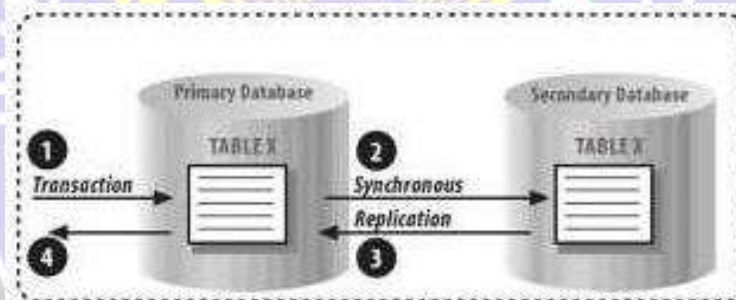 Primary Database
Secondary Database
TABLE X
TABLE X
1
2
Transaction
Synchronous
Replication
4
3